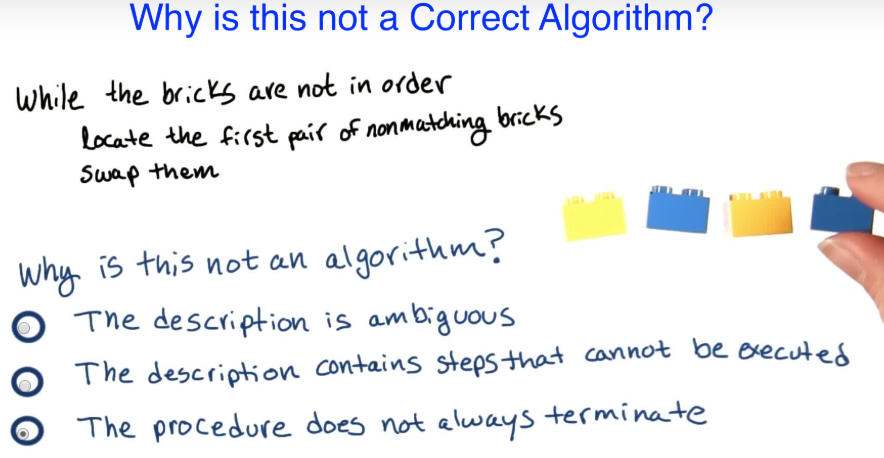 Why is this not a Correct Algorithm?
While the bricks are not in order
locate the first pair of nonmatching bricks
swap them
Why is this not an algorithm?
The description is ambiguous
The description contains steps that cannot be executed
The procedure does not always terminate